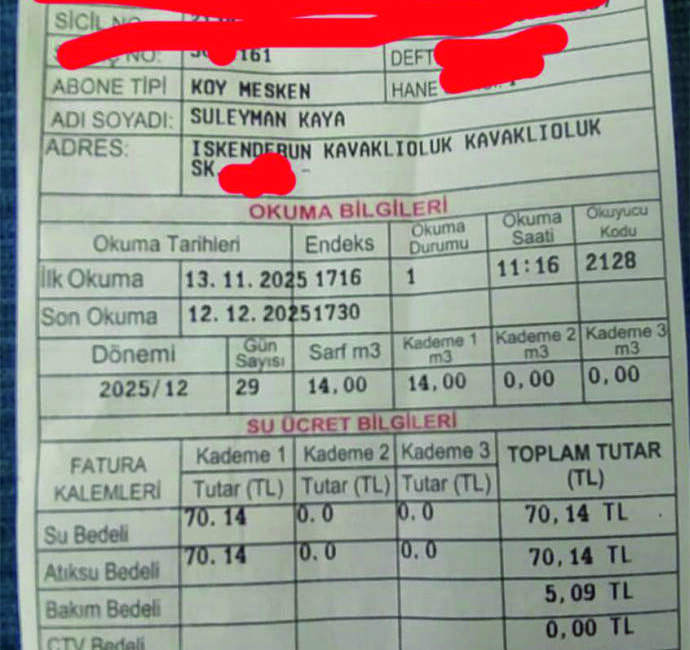 SİCİL NO
NO: 161 DEFT
ABONE TİPİ KOY MESKEN HANE
ADI SOYADI: SULEYMAN KAYA
ADRES: ISKENDERUN KAVAKLIOLUK KAVAKLIOLUK
SK. -
OKUMA BİLGİLERİ
Okuma Tarihleri Endeks Okuma Durumu Okuma Saati Okuyucu Kodu
İlk Okuma 13.11.2025 1716 1 11:16 2128
Son Okuma 12.12.20251730
Dönemi Gün Sayısı Sarf m3 Kademe 1 m3 Kademe 2 m3 Kademe 3 m3
2025/12 29 14,00 14,00 0,00 0,00
SU ÜCRET BİLGİLERİ
FATURA KALEMLERİ Kademe 1 Kademe 2 Kademe 3 TOPLAM TUTAR (TL)
Tutar (TL) Tutar (TL) Tutar (TL)
Su Bedeli 70.14 0.0 0.0 70,14 TL
Atıksu Bedeli 70.14 0.0 0.0 70,14 TL
Bakım Bedeli 5,09 TL
ÇTV Bedeli 0,00 TL